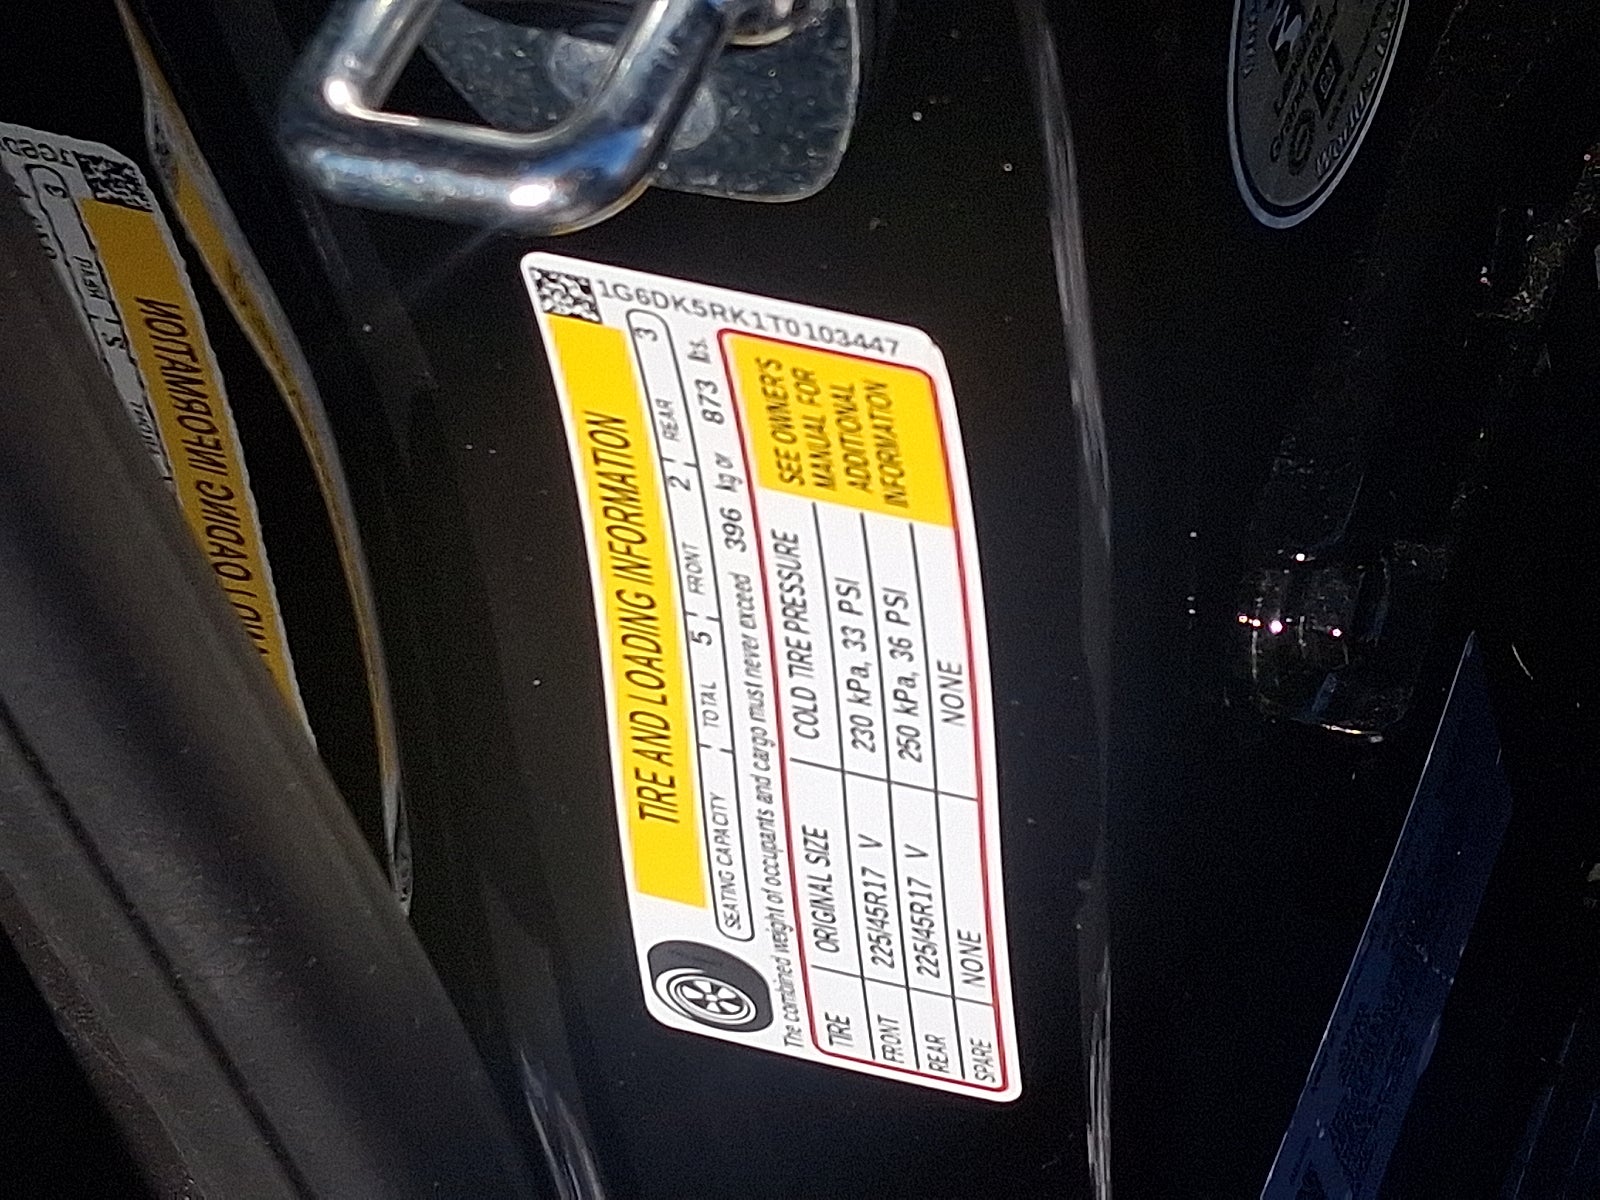 1G6DK5RK1T0103447
TIRE AND LOADING INFORMATION
SEATING CAPACITY TOTAL 5 FRONT 2 REAR 3
The combined weight of occupants and cargo must never exceed 396 kg or 873 lbs.
TIRE ORIGINAL SIZE COLD TIRE PRESSURE
FRONT 225/45R17 V 230 kPa, 33 PSI
REAR 225/45R17 V 250 kPa, 36 PSI
SPARE NONE NONE
SEE OWNER'S
MANUAL FOR
ADDITIONAL
INFORMATION